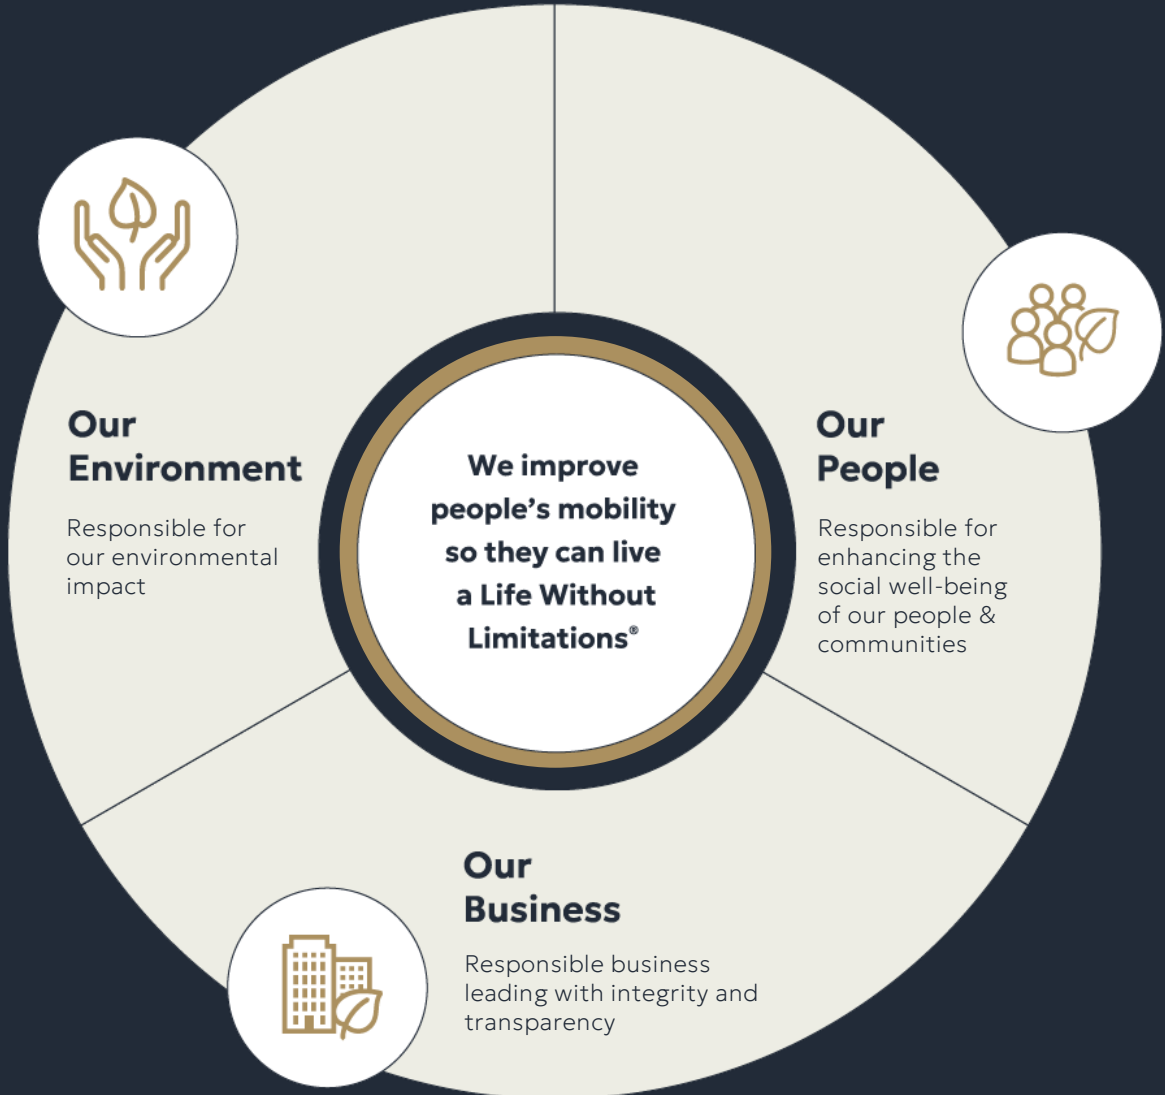 Our
Environment
Responsible for
our environmental
impact
We improve
people’s mobility
so they can live
a Life Without
Limitations®
Our
People
Responsible for
enhancing the
social well-being
of our people &
communities
Our
Business
Responsible business
leading with integrity and
transparency